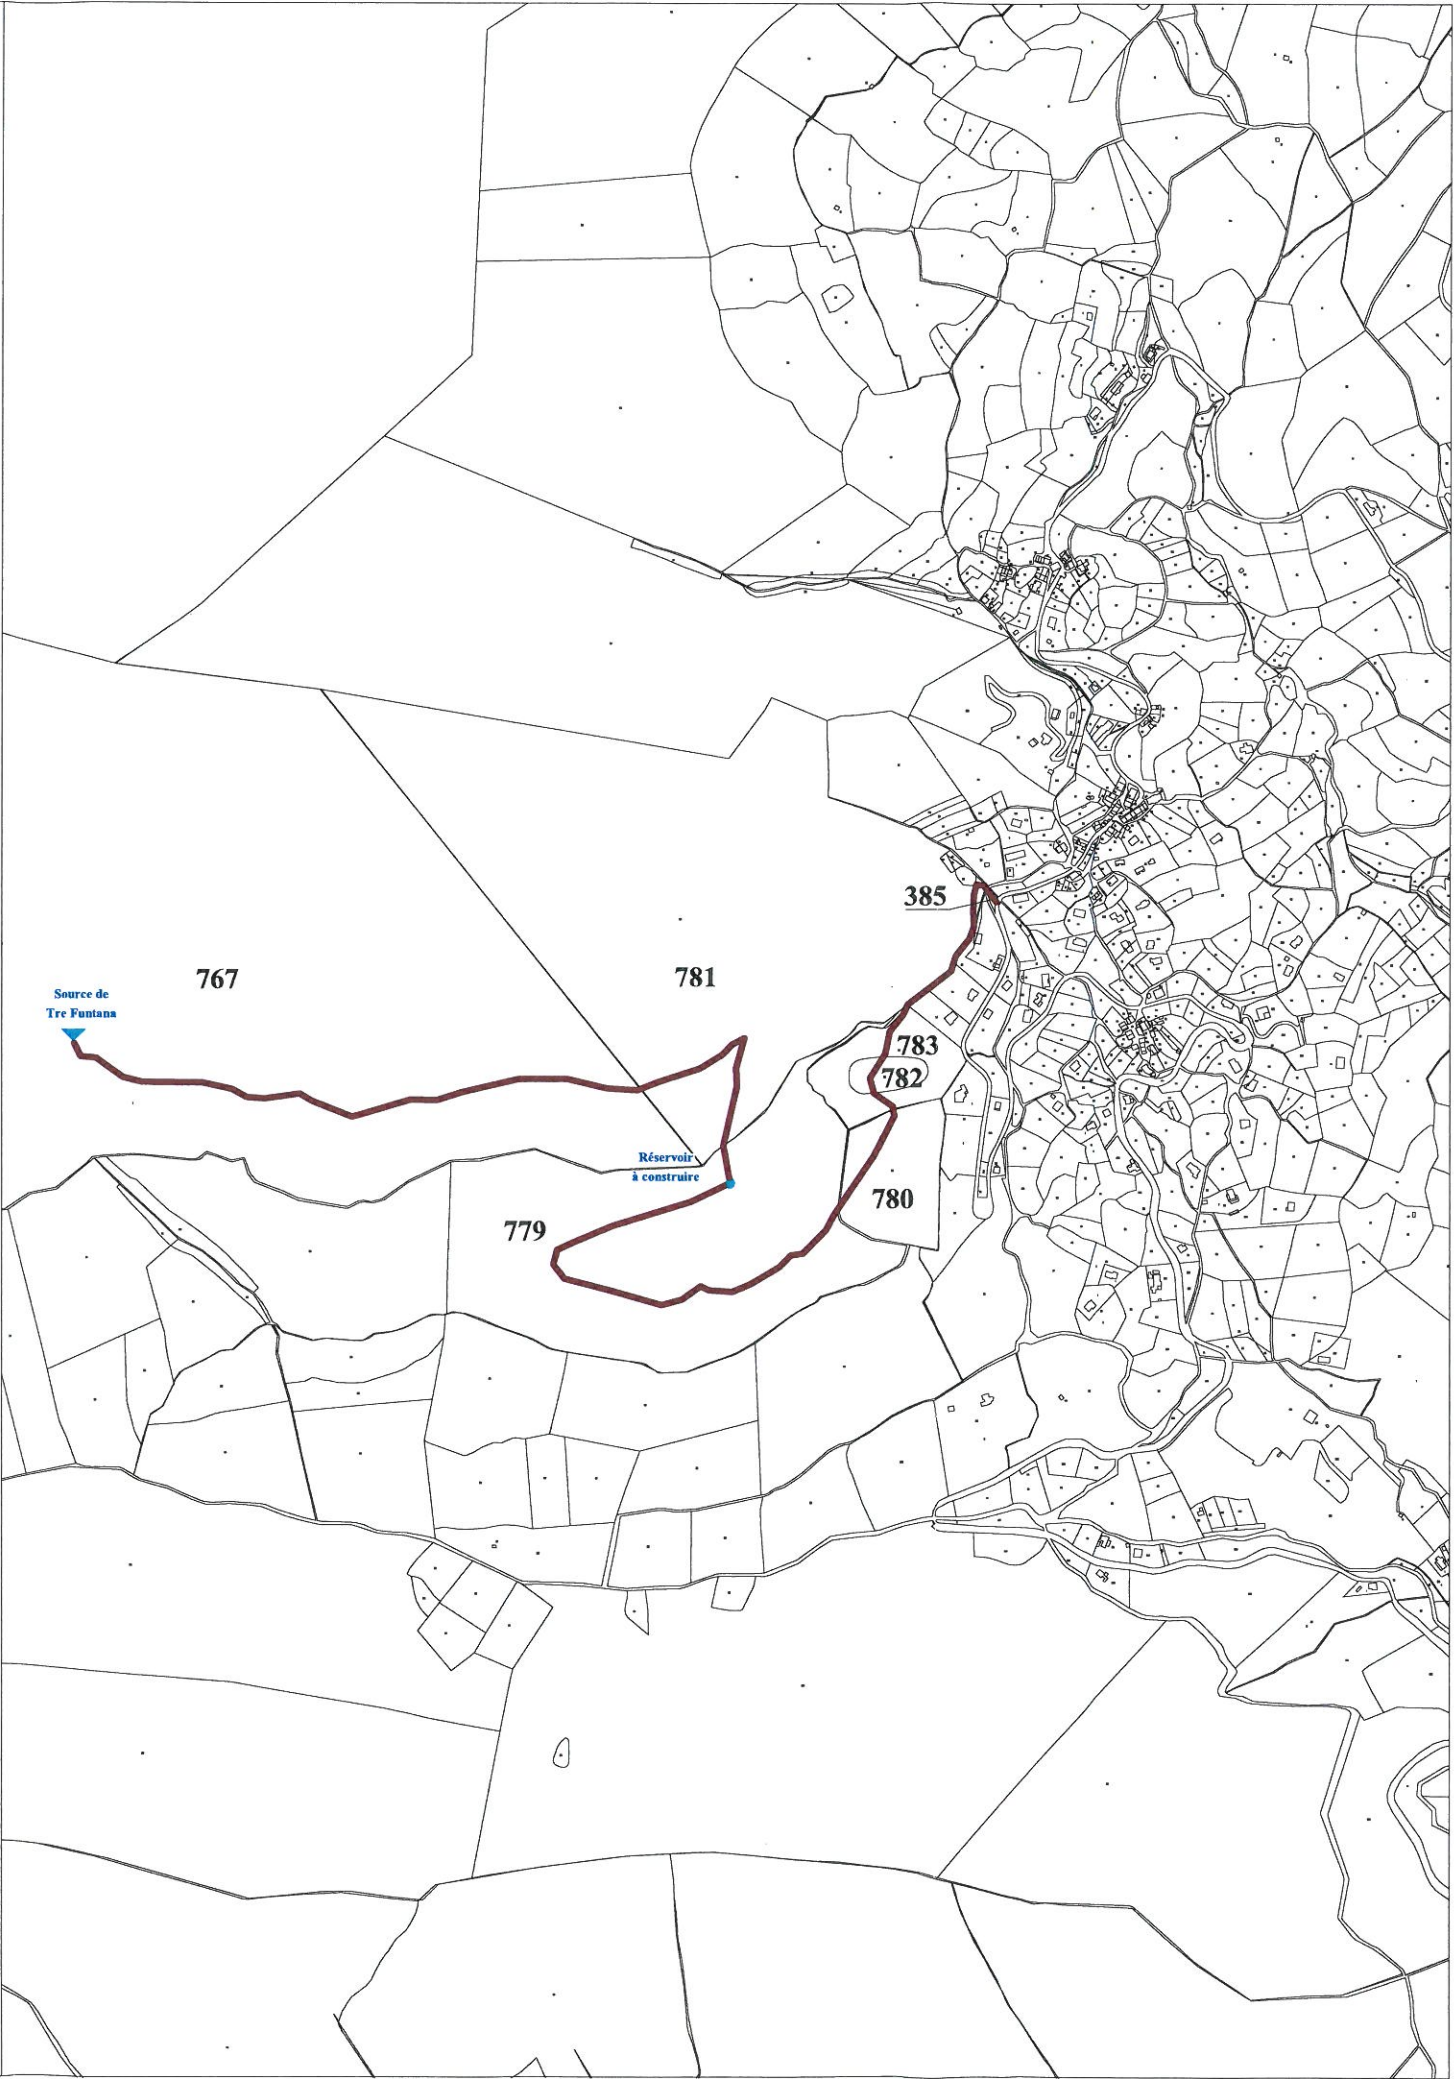 385
767
781
Source de
Tre Funtana
783
782
Réservoir
à construire
780
779